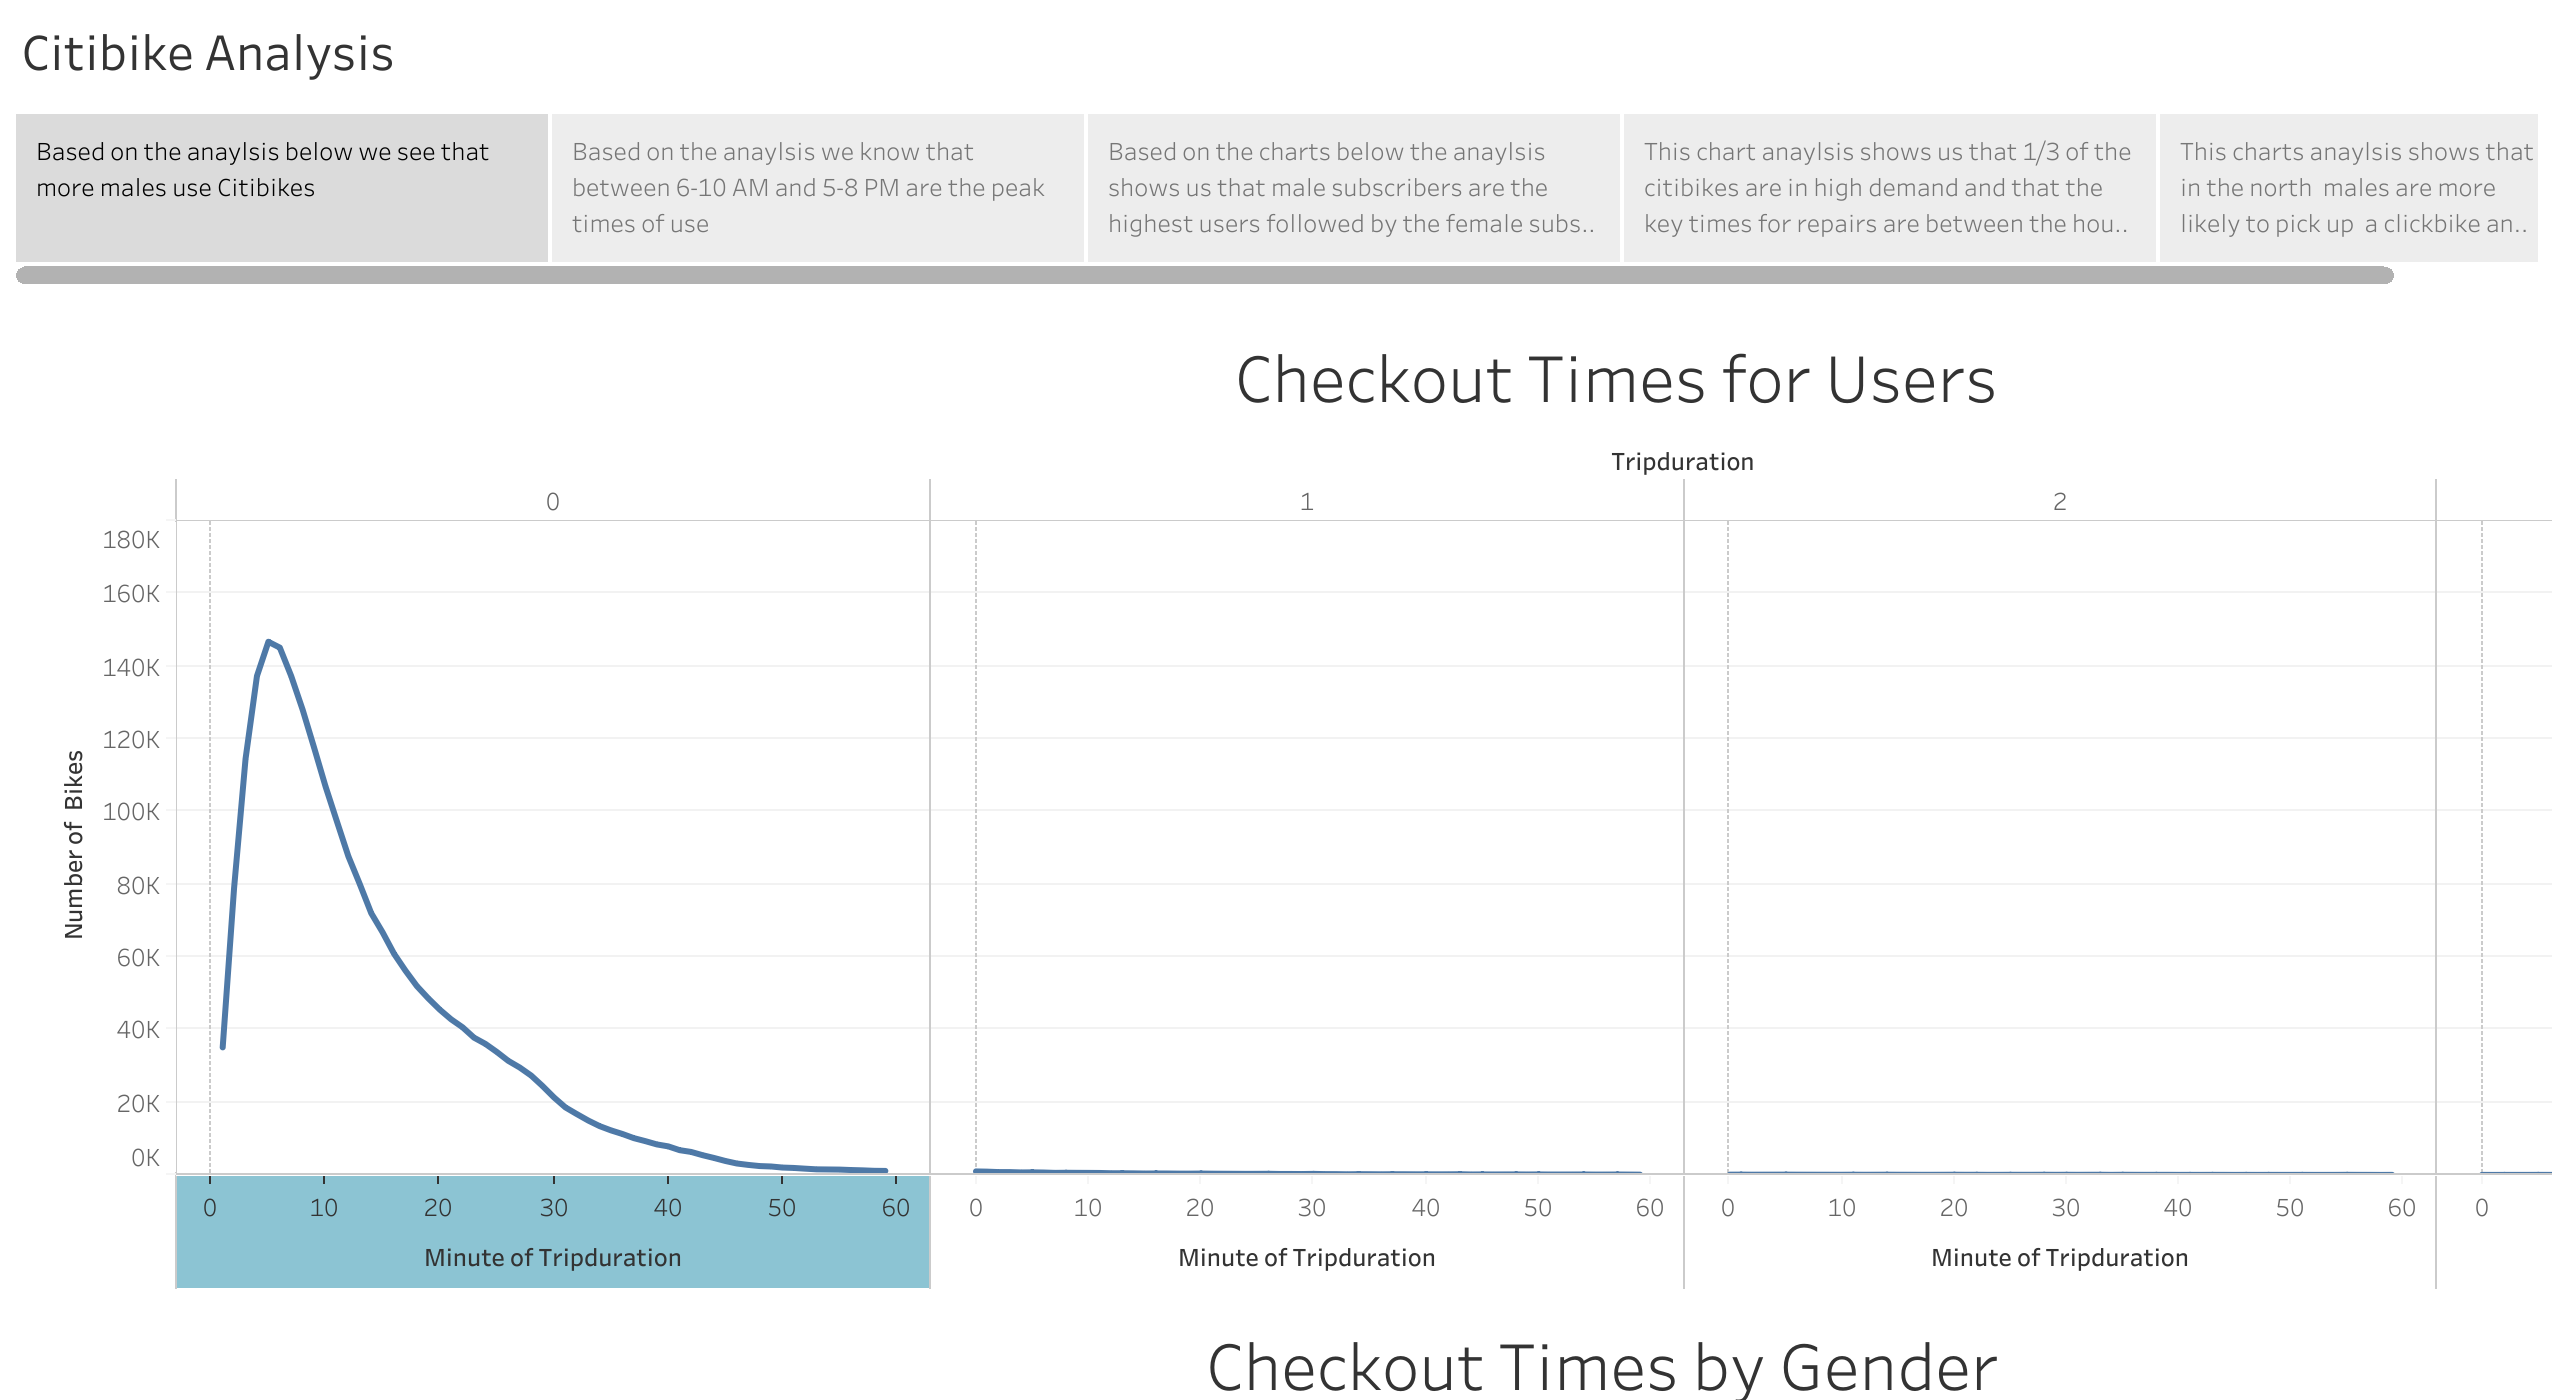 Citibike Analysis
Based on the anaylsis below we see that
more males use Citibikes
Based on the anaylsis we know that
between 6-10 AM and 5-8 PM are the peak
times of use
Based on the charts below the anaylsis
shows us that male subscribers are the
highest users followed by the female subs..
This chart anaylsis shows us that 1/3 of the
citibikes are in high demand and that the
key times for repairs are between the hou..
This charts anaylsis shows that
in the north  males are more
likely to pick up  a clickbike an..
Checkout Times for Users
Tripduration
0 1 2
180K
160K
140K
120K
100K
80K
60K
40K
20K
0K
Number of  Bikes
0 10 20 30 40 50 60 0 10 20 30 40 50 60 0 10 20 30 40 50 60 0
Minute of Tripduration Minute of Tripduration Minute of Tripduration
Checkout Times by Gender